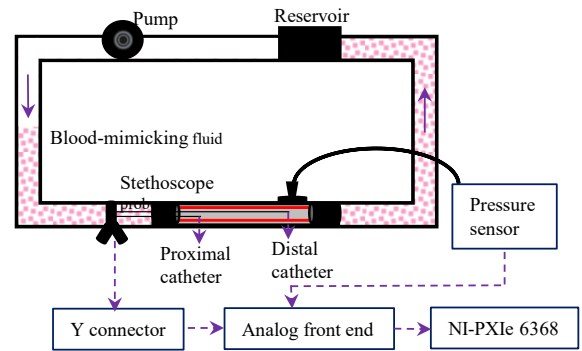 Pump
Reservoir
Blood-mimicking fluid
Stethoscope
prob
Proximal
catheter
Distal
catheter
Pressure
sensor
Y connector
Analog front end
NI-PXIe 6368